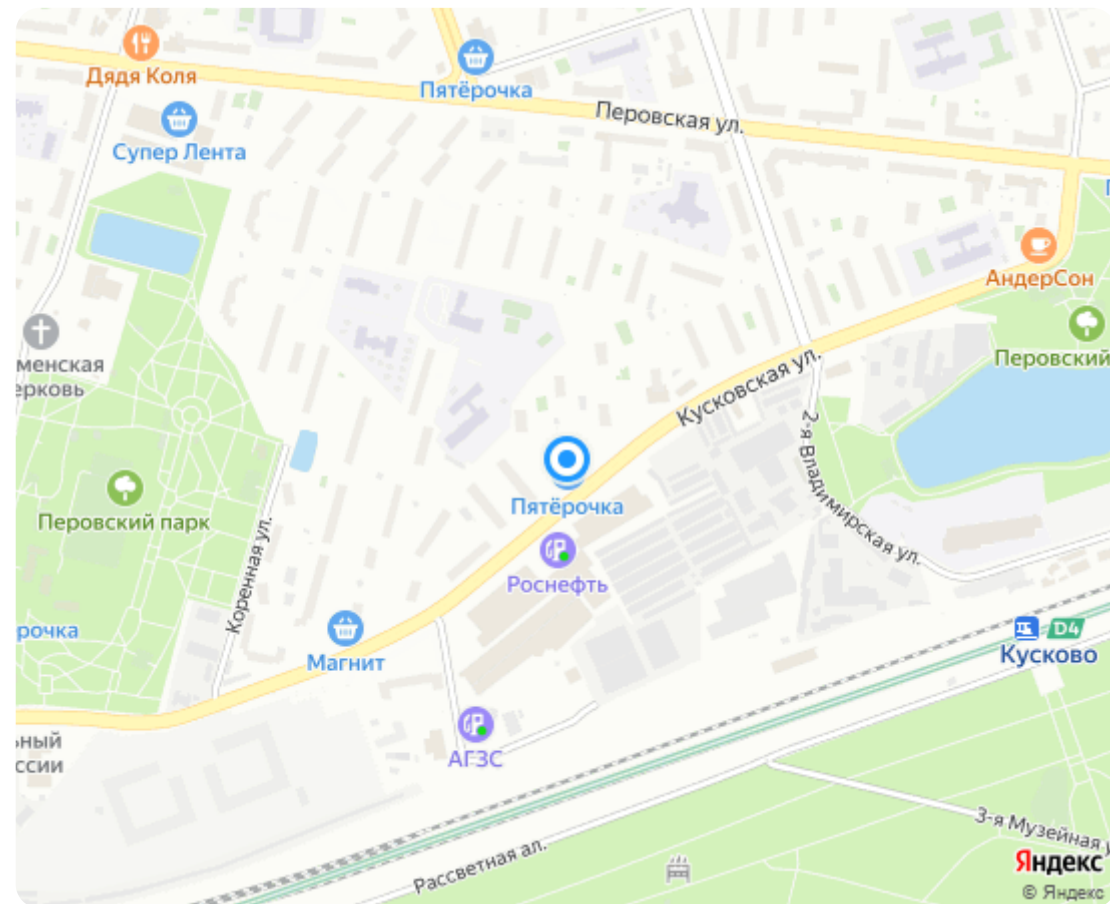 Дядя Коля
Пятёрочка
Перовская ул.
Супер Лента
АндерСон
менская
ерковь
Перовский
Кусковская ул.
2-я Владимирская ул.
Перовский парк
Пятёрочка
Коренная ул.
Роснефть
рочка
Магнит
D4
Кусково
ьный
ссии
АГЗС
3-я Музейная у
Рассветная ал.
Яндекс
© Яндекс